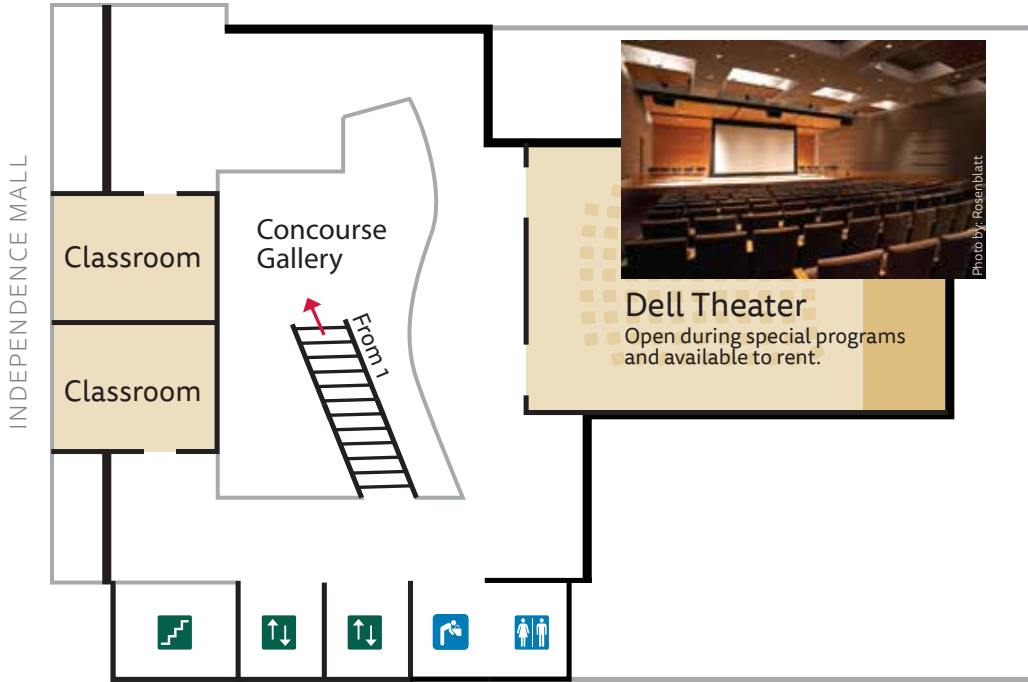 INDEPENDENCE MALL
Classroom
Classroom
Concourse
Gallery
From 1
Photo by: Rosenblatt
Dell Theater
Open during special programs
and available to rent.